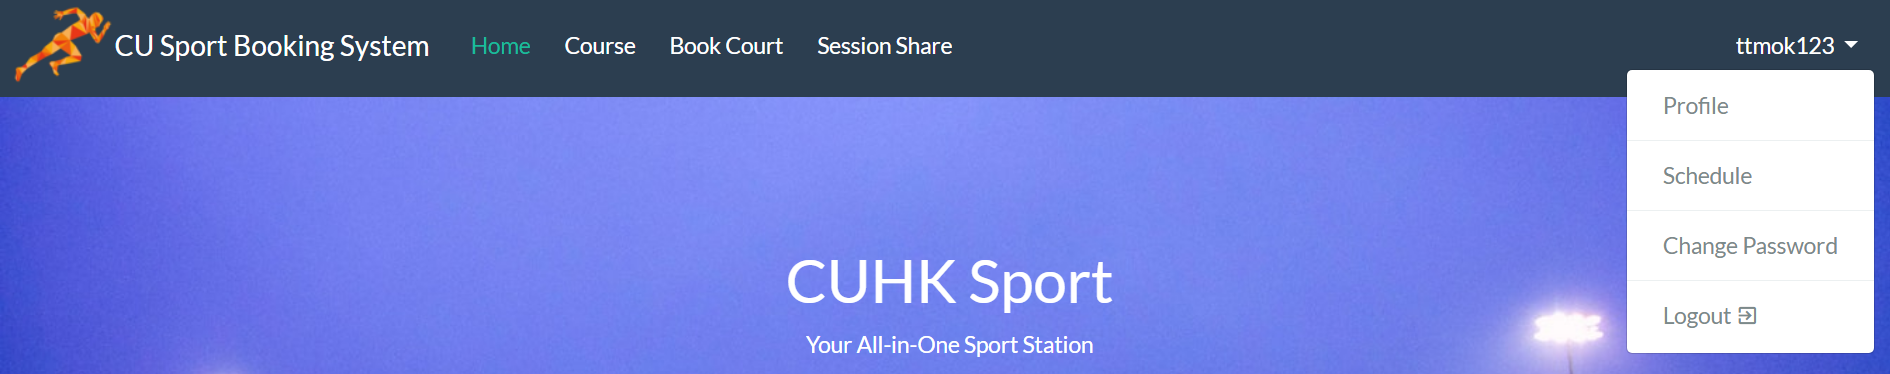 CU Sport Booking System Home Course Book Court Session Share ttmok123
Profile
Schedule
Change Password
Logout
CUHK Sport
Your All-in-One Sport Station